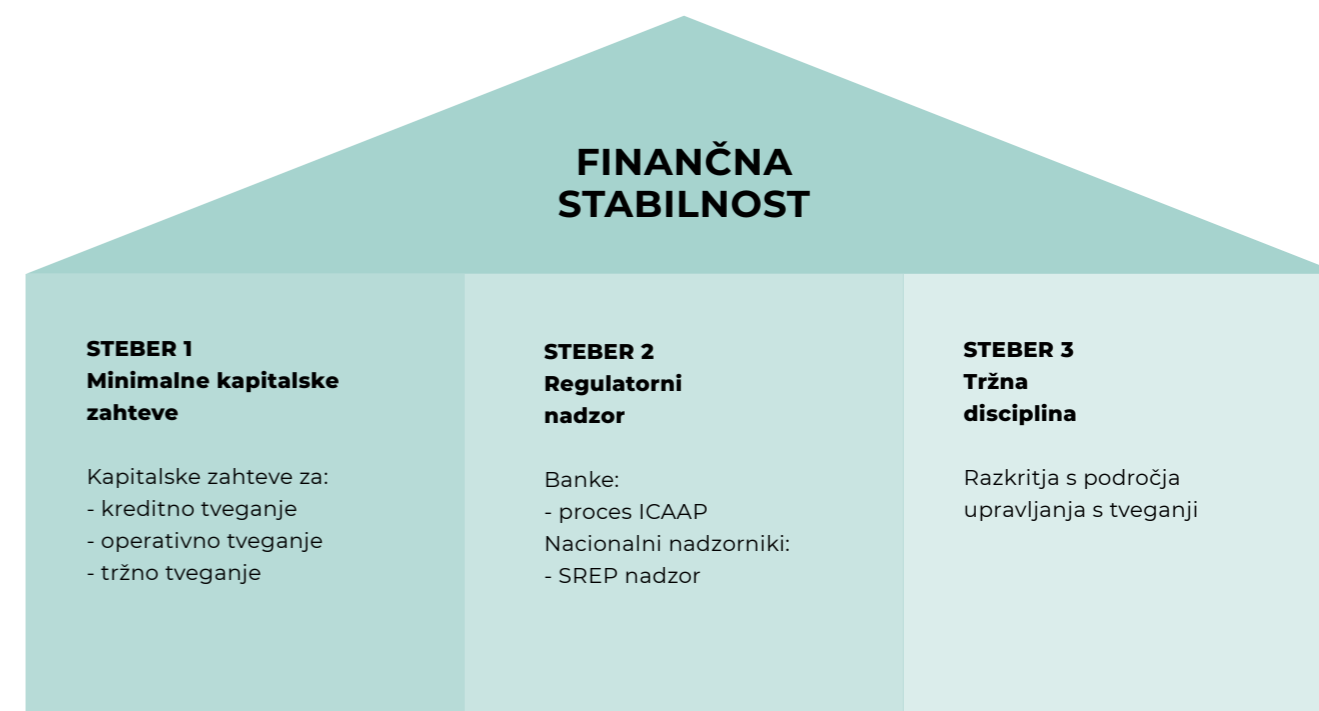 FINANČNA
STABILNOST
STEBER 1
Minimalne kapitalske
zahteve
Kapitalske zahteve za:
- kreditno tveganje
- operativno tveganje
- tržno tveganje
STEBER 2
Regulatorni
nadzor
Banke:
- proces ICAAP
Nacionalni nadzorniki:
- SREP nadzor
STEBER 3
Tržna
disciplina
Razkritja s področja
upravljanja s tveganji